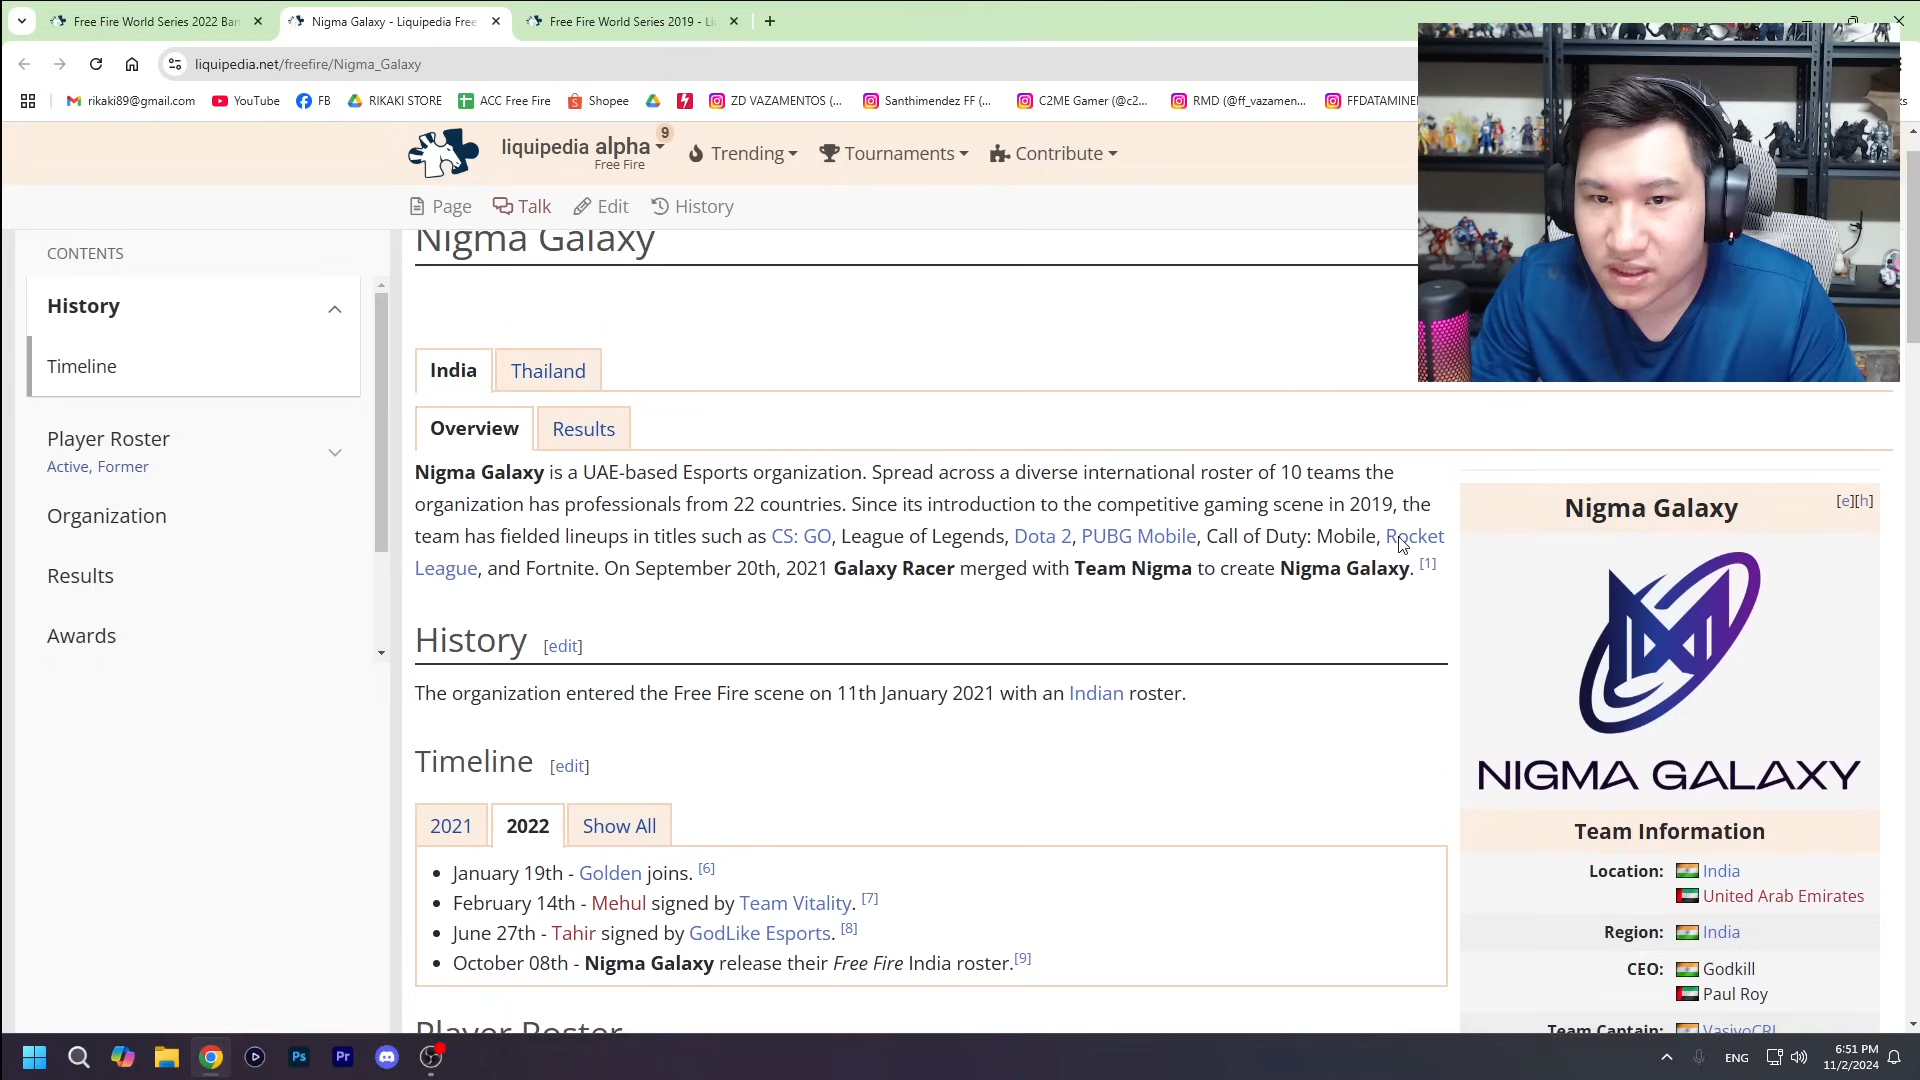 Free Fire World Series 2022 Ban
Nigma Galaxy - Liquipedia Free
Free Fire World Series 2019 - Li
liquipedia.net/freefire/Nigma_Galaxy
rikaki89@gmail.com
YouTube
FB
RIKAKI STORE
ACC Free Fire
Shopee
ZD VAZAMENTOS (...
Santhimendez FF (...
C2ME Gamer (@c2...
RMD (@ff_vazamen...
FFDATAMINE
liquipedia alpha
9
Free Fire
Trending
Tournaments
Contribute
Page
Talk
Edit
History
CONTENTS
History
Timeline
Player Roster
Active, Former
Organization
Results
Awards
Nigma Galaxy
India
Thailand
Overview
Results
Nigma Galaxy is a UAE-based Esports organization. Spread across a diverse international roster of 10 teams the
organization has professionals from 22 countries. Since its introduction to the competitive gaming scene in 2019, the
team has fielded lineups in titles such as CS: GO, League of Legends, Dota 2, PUBG Mobile, Call of Duty: Mobile, Rocket
League, and Fortnite. On September 20th, 2021 Galaxy Racer merged with Team Nigma to create Nigma Galaxy. [1]
History [edit]
The organization entered the Free Fire scene on 11th January 2021 with an Indian roster.
Timeline [edit]
2021
2022
Show All
January 19th - Golden joins. [6]
February 14th - Mehul signed by Team Vitality. [7]
June 27th - Tahir signed by GodLike Esports. [8]
October 08th - Nigma Galaxy release their Free Fire India roster.[9]
Player Roster
Nigma Galaxy
[e][h]
NIGMA GALAXY
Team Information
Location: India
United Arab Emirates
Region: India
CEO: Godkill
Paul Roy
Team Captain: VasiyoCRJ
ENG
6:51 PM
11/2/2024